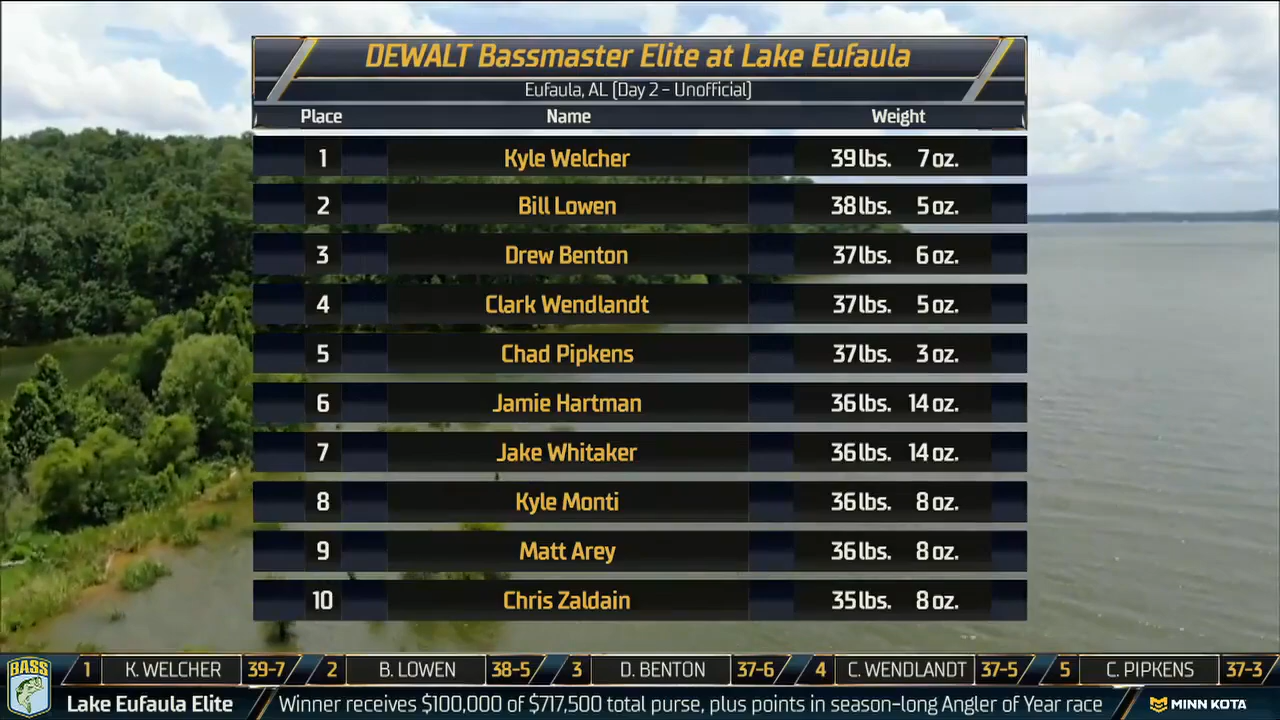 DEWALT Bassmaster Elite at Lake Eufaula
Eufaula, AL [Day 2 – Unofficial]
Place Name Weight
1 Kyle Welcher 39 lbs. 7 oz.
2 Bill Lowen 38 lbs. 5 oz.
3 Drew Benton 37 lbs. 6 oz.
4 Clark Wendlandt 37 lbs. 5 oz.
5 Chad Pipkens 37 lbs. 3 oz.
6 Jamie Hartman 36 lbs. 14 oz.
7 Jake Whitaker 36 lbs. 14 oz.
8 Kyle Monti 36 lbs. 8 oz.
9 Matt Arey 36 lbs. 8 oz.
10 Chris Zaldain 35 lbs. 8 oz.
BASS 1 K. WELCHER 39-7 2 B. LOWEN 38-5 3 D. BENTON 37-6 4 C. WENDLANDT 37-5 5 C. PIPKENS 37-3
Lake Eufaula Elite Winner receives $100,000 of $717,500 total purse, plus points in season-long Angler of Year race MINN KOTA